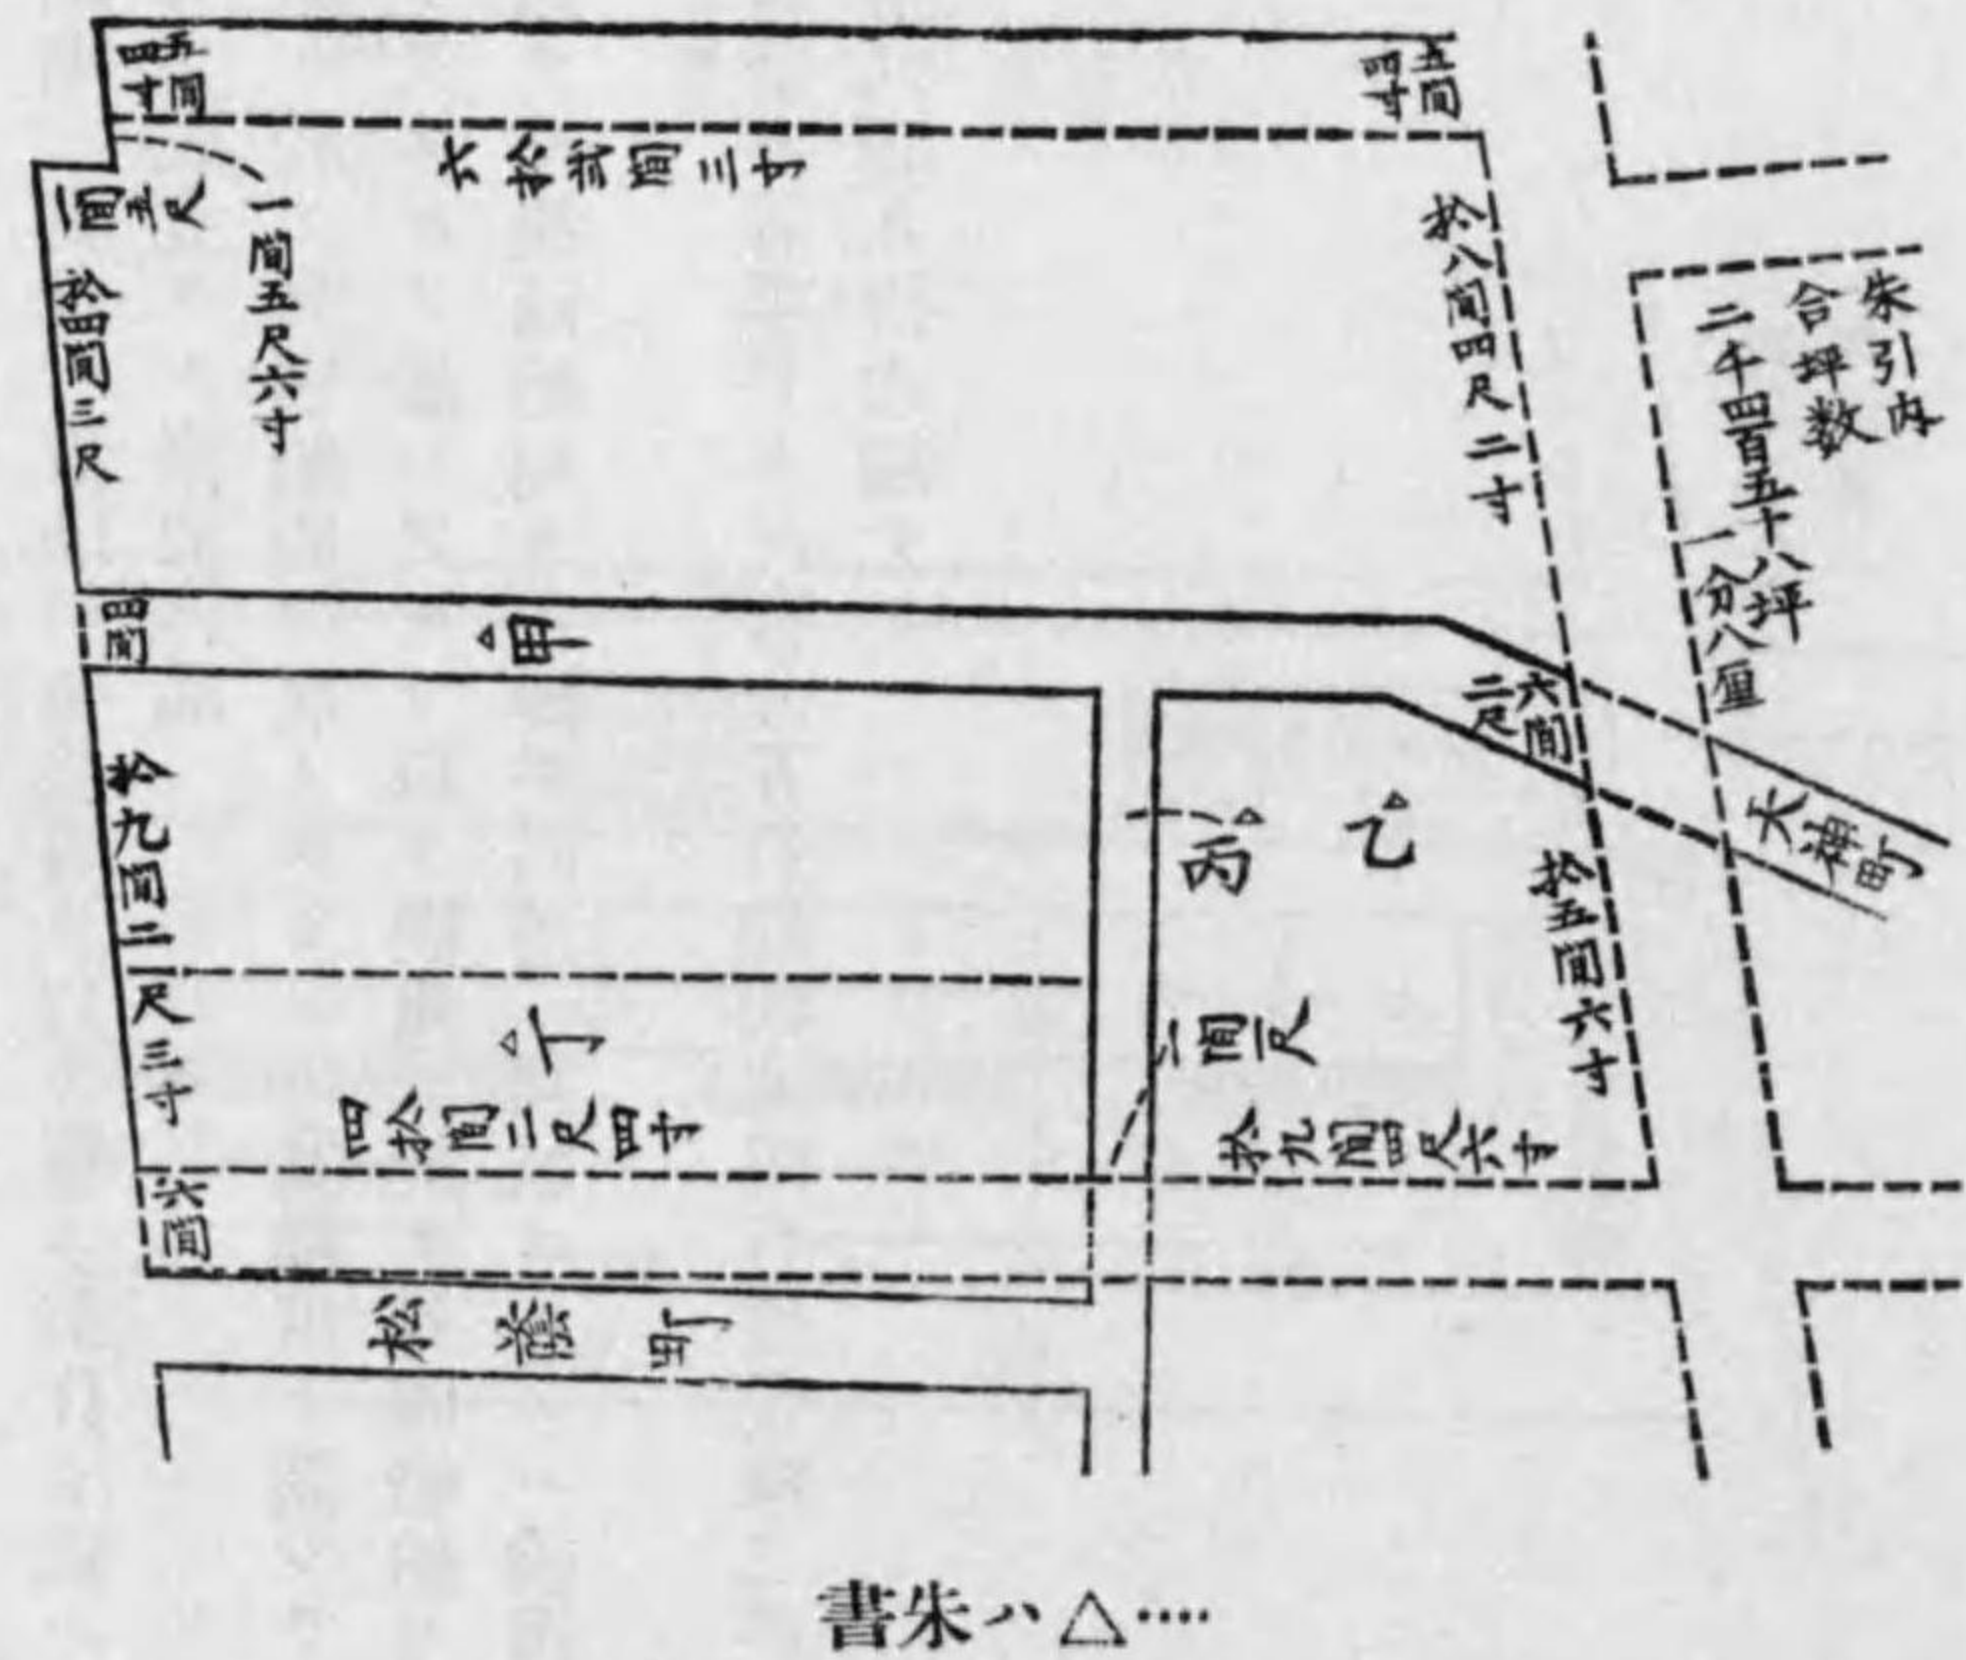 五間
四寸
五間
四寸
六拾弐間三寸
一間五尺
一間五尺六寸
拾四間三尺
拾八間四尺二寸
朱引内
合坪数
二千四百五十八坪
一分八厘
四間
△甲
六間
二尺
天神町
拾九間二尺三寸
△乙
△丙
拾五間六寸
△丁
二間一尺
四拾間二尺四寸
拾九間四尺六寸
六間
松蔭町
‥‥△ハ朱書